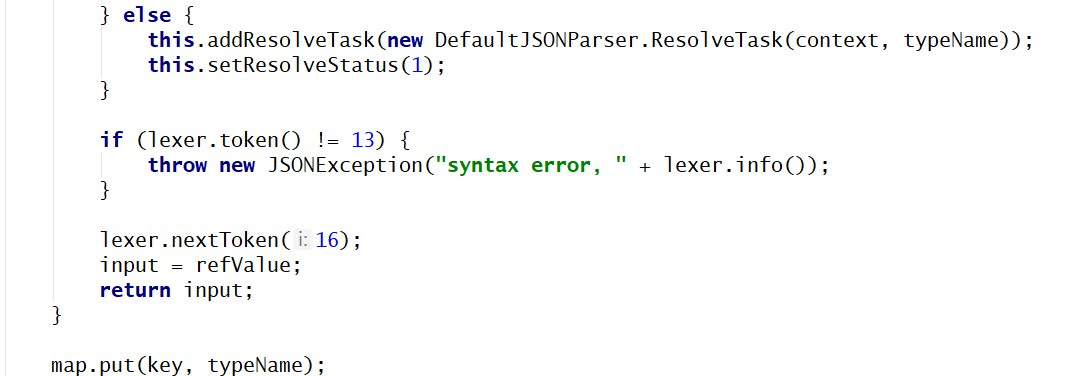 } else {
this.addResolveTask(new DefaultJSONParser.ResolveTask(context, typeName));
this.setResolveStatus(1);
}
if (lexer.token() != 13) {
throw new JSONException("syntax error, " + lexer.info());
}
lexer.nextToken( i: 16);
input = refValue;
return input;
}
map.put(key, typeName);